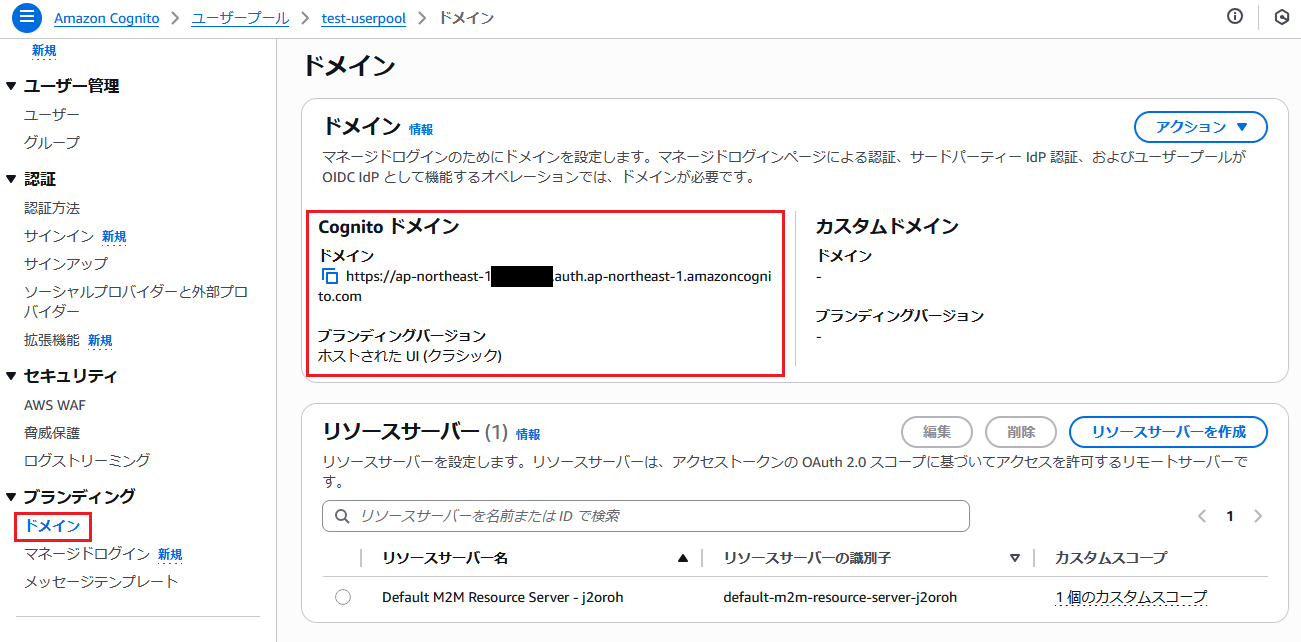 Amazon Cognito > ユーザープール > test-userpool > ドメイン
新規
ユーザー管理
ユーザー
グループ
認証
認証方法
サインイン 新規
サインアップ
ソーシャルプロバイダーと外部プロ
バイダー
拡張機能 新規
セキュリティ
AWS WAF
脅威保護
ログストリーミング
ブランディング
ドメイン
マネージドログイン 新規
メッセージテンプレート
ドメイン
ドメイン 情報
アクション
マネージドログインのためにドメインを設定します。マネージドログインページによる認証、サードパーティー IdP 認証、およびユーザープールが
OIDC IdP として機能するオペレーションでは、ドメインが必要です。
Cognito ドメイン
ドメイン
https://ap-northeast-1 .auth.ap-northeast-1.amazoncogni
to.com
ブランディングバージョン
ホストされた UI (クラシック)
カスタムドメイン
ドメイン
-
ブランディングバージョン
-
リソースサーバー (1) 情報
編集
削除
リソースサーバーを作成
リソースサーバーを設定します。リソースサーバーは、アクセストークンの OAuth 2.0 スコープに基づいてアクセスを許可するリモートサーバーで
す。
リソースサーバーを名前または ID で検索
1
リソースサーバー名 リソースサーバーの識別子 カスタムスコープ
Default M2M Resource Server - j2oroh default-m2m-resource-server-j2oroh 1 個のカスタムスコープ